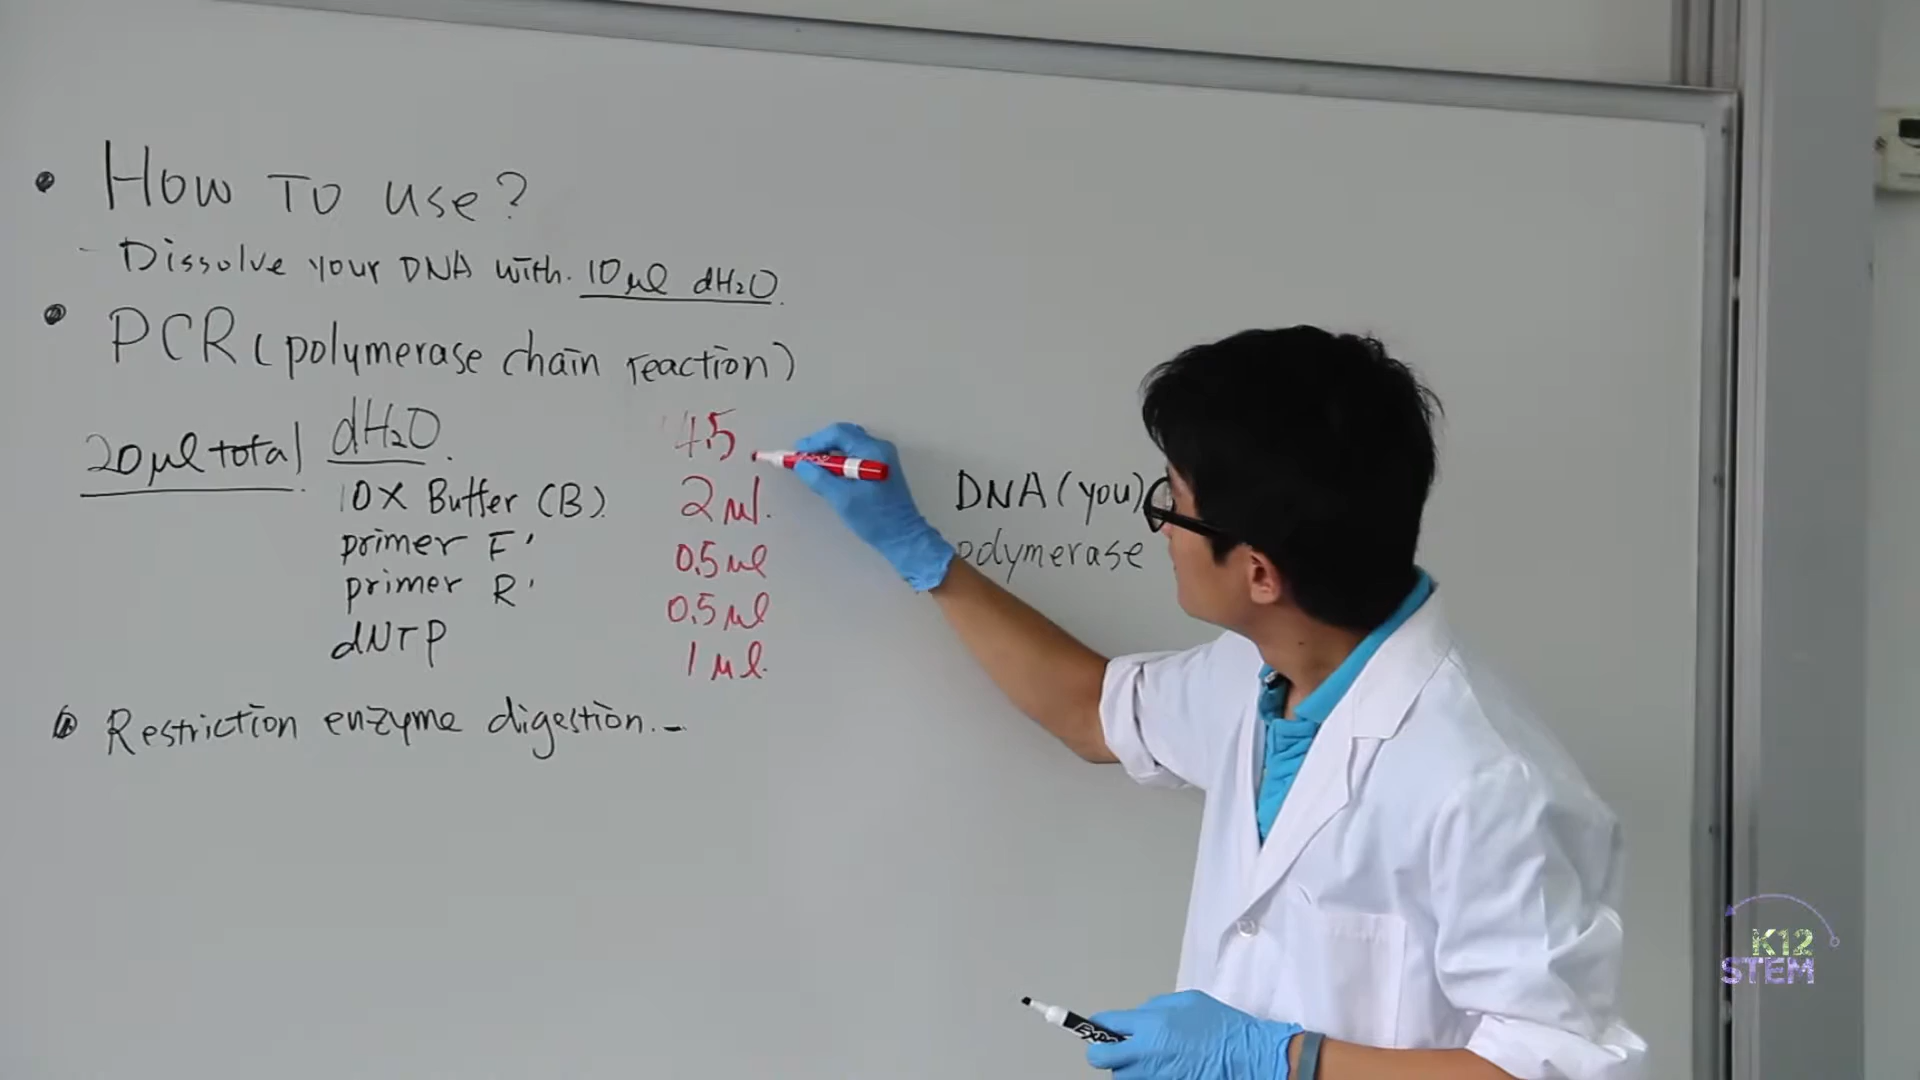 • How To use?
- Dissolve your DNA with. 10 µl dH2O.
• PCR (polymerase chain reaction)
20 µl total dH2O. 4.5
10X Buffer (B). 2 µl.
primer F' 0.5 µl
primer R' 0.5 µl
dNTP 1 µl.
DNA (you)
polymerase
• Restriction enzyme digestion. -
EXPO
K12
STEM